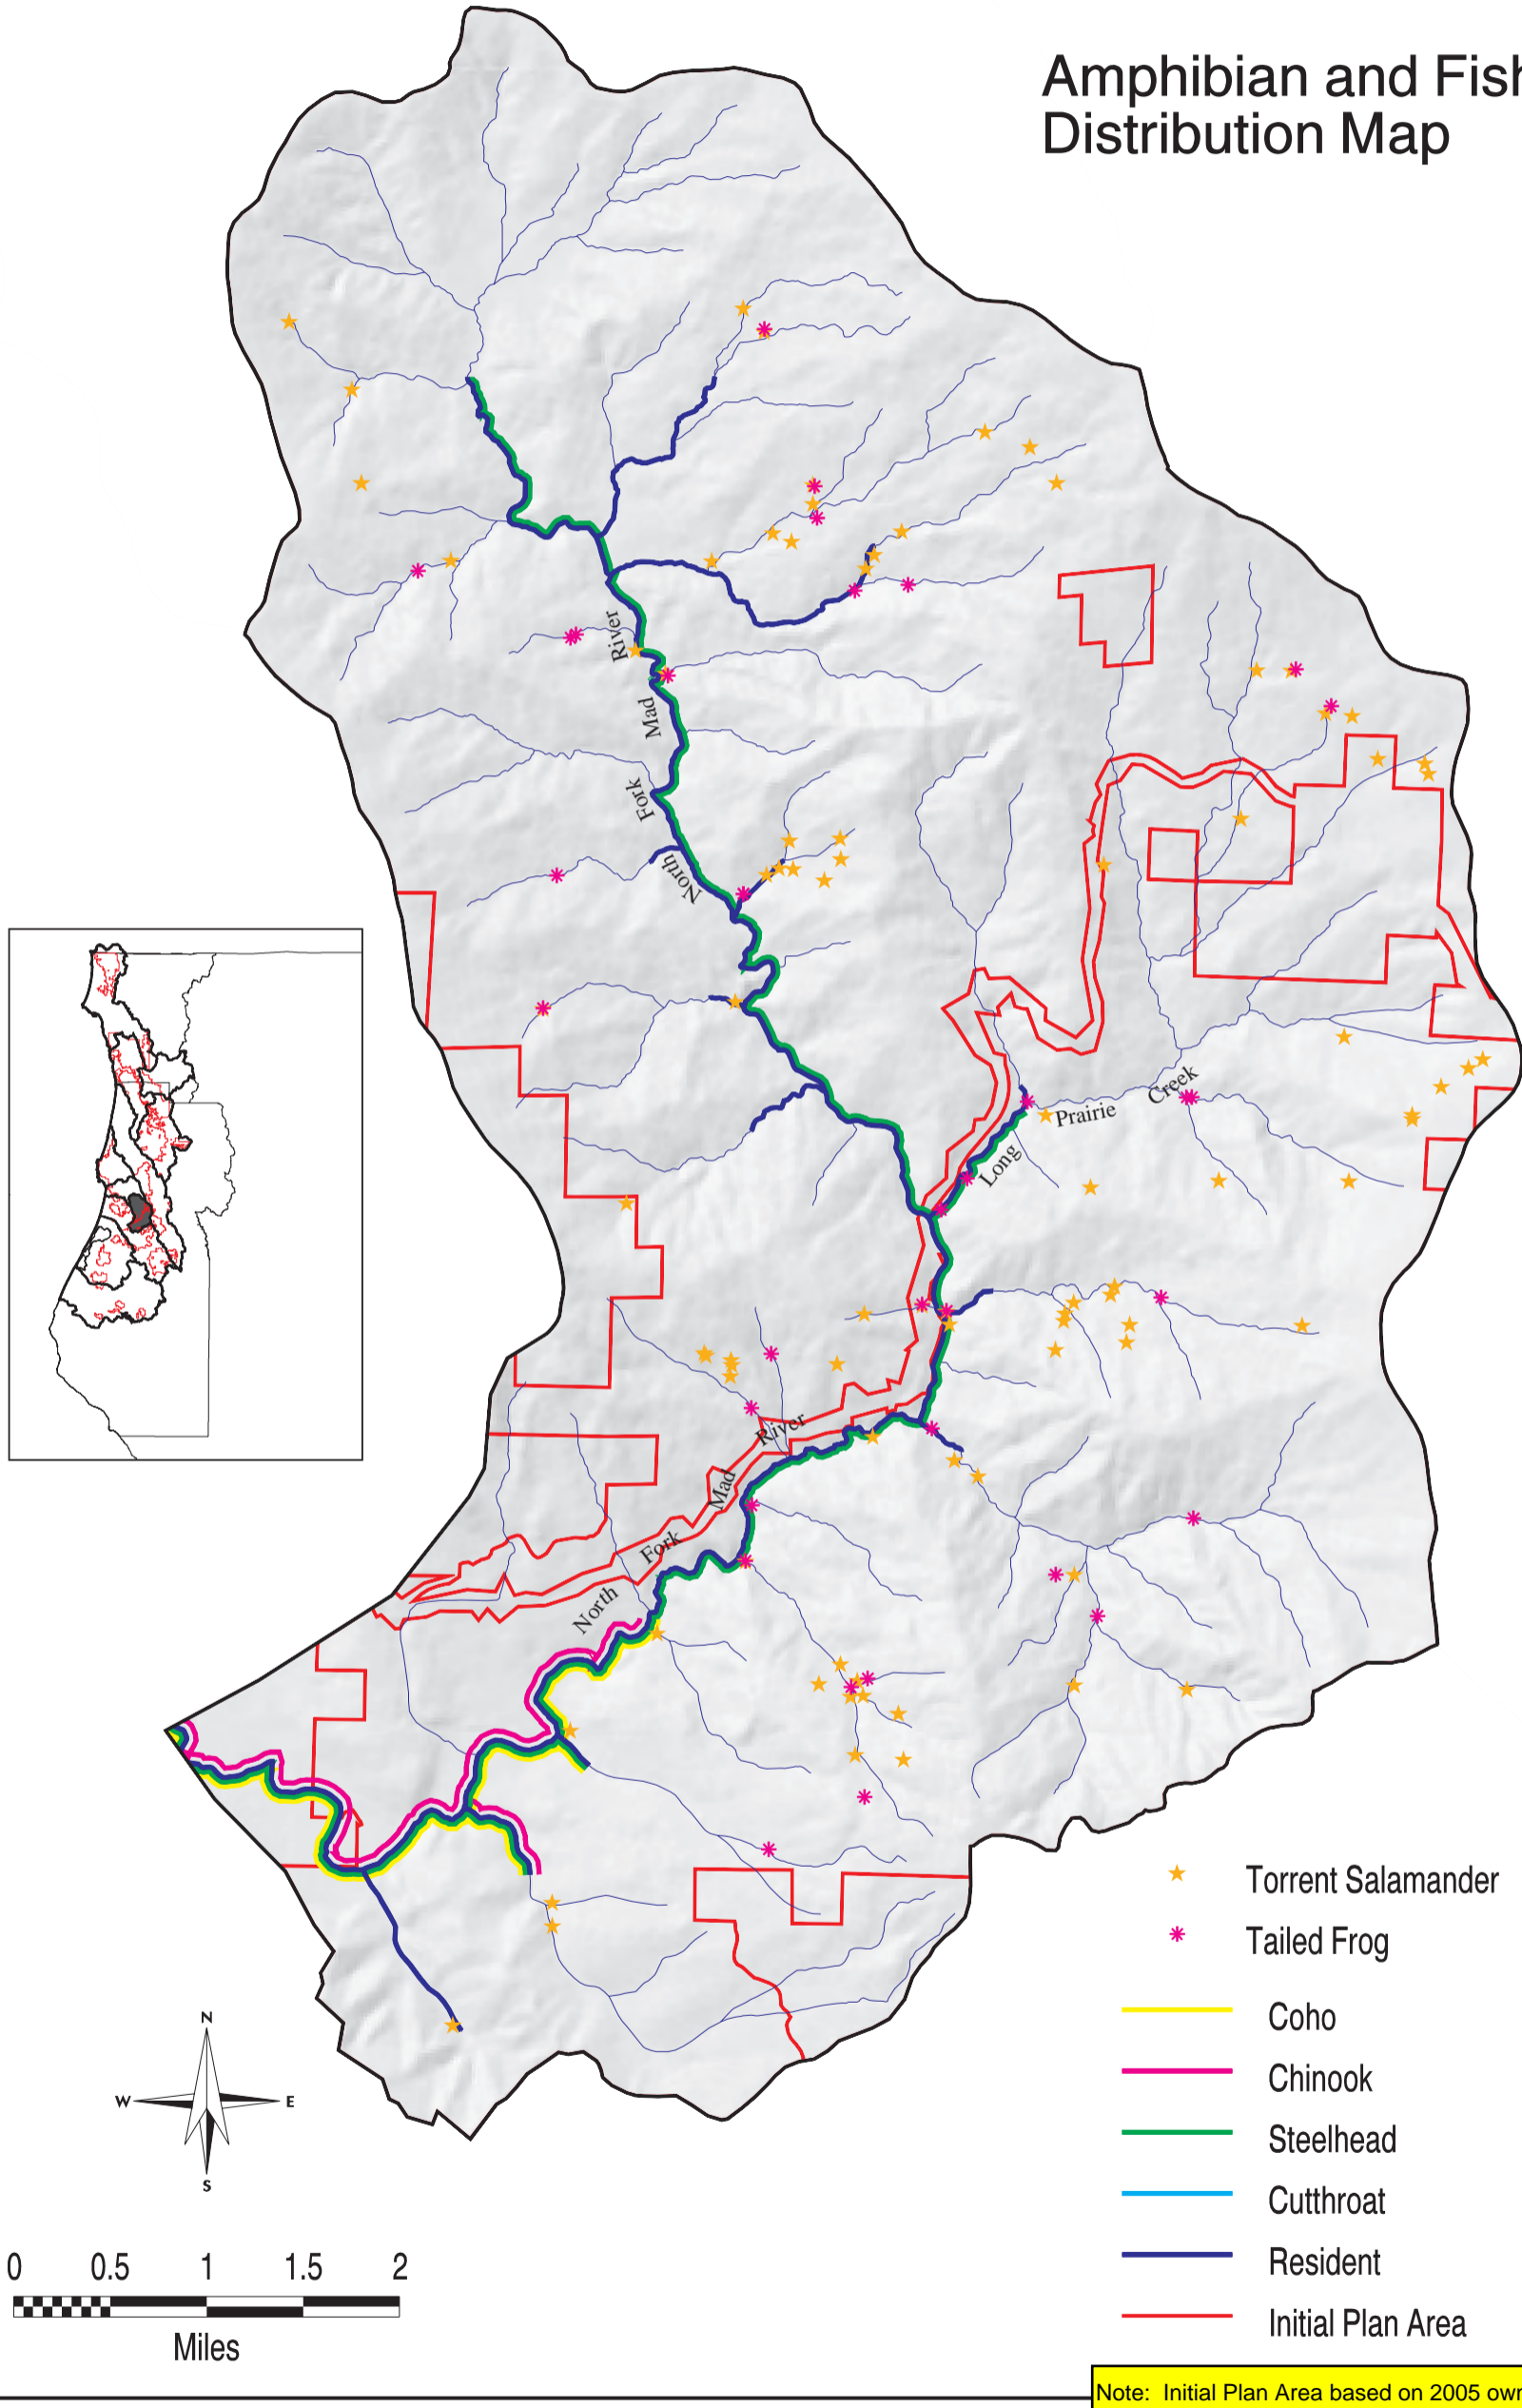 Amphibian and Fish
Distribution Map
River
Mad
Fork
North
Creek
Prairie
Long
River
Mad
Fork
North
Torrent Salamander
Tailed Frog
Coho
Chinook
Steelhead
Cutthroat
Resident
Initial Plan Area
N
W
E
S
0 0.5 1 1.5 2
Miles
Note: Initial Plan Area based on 2005